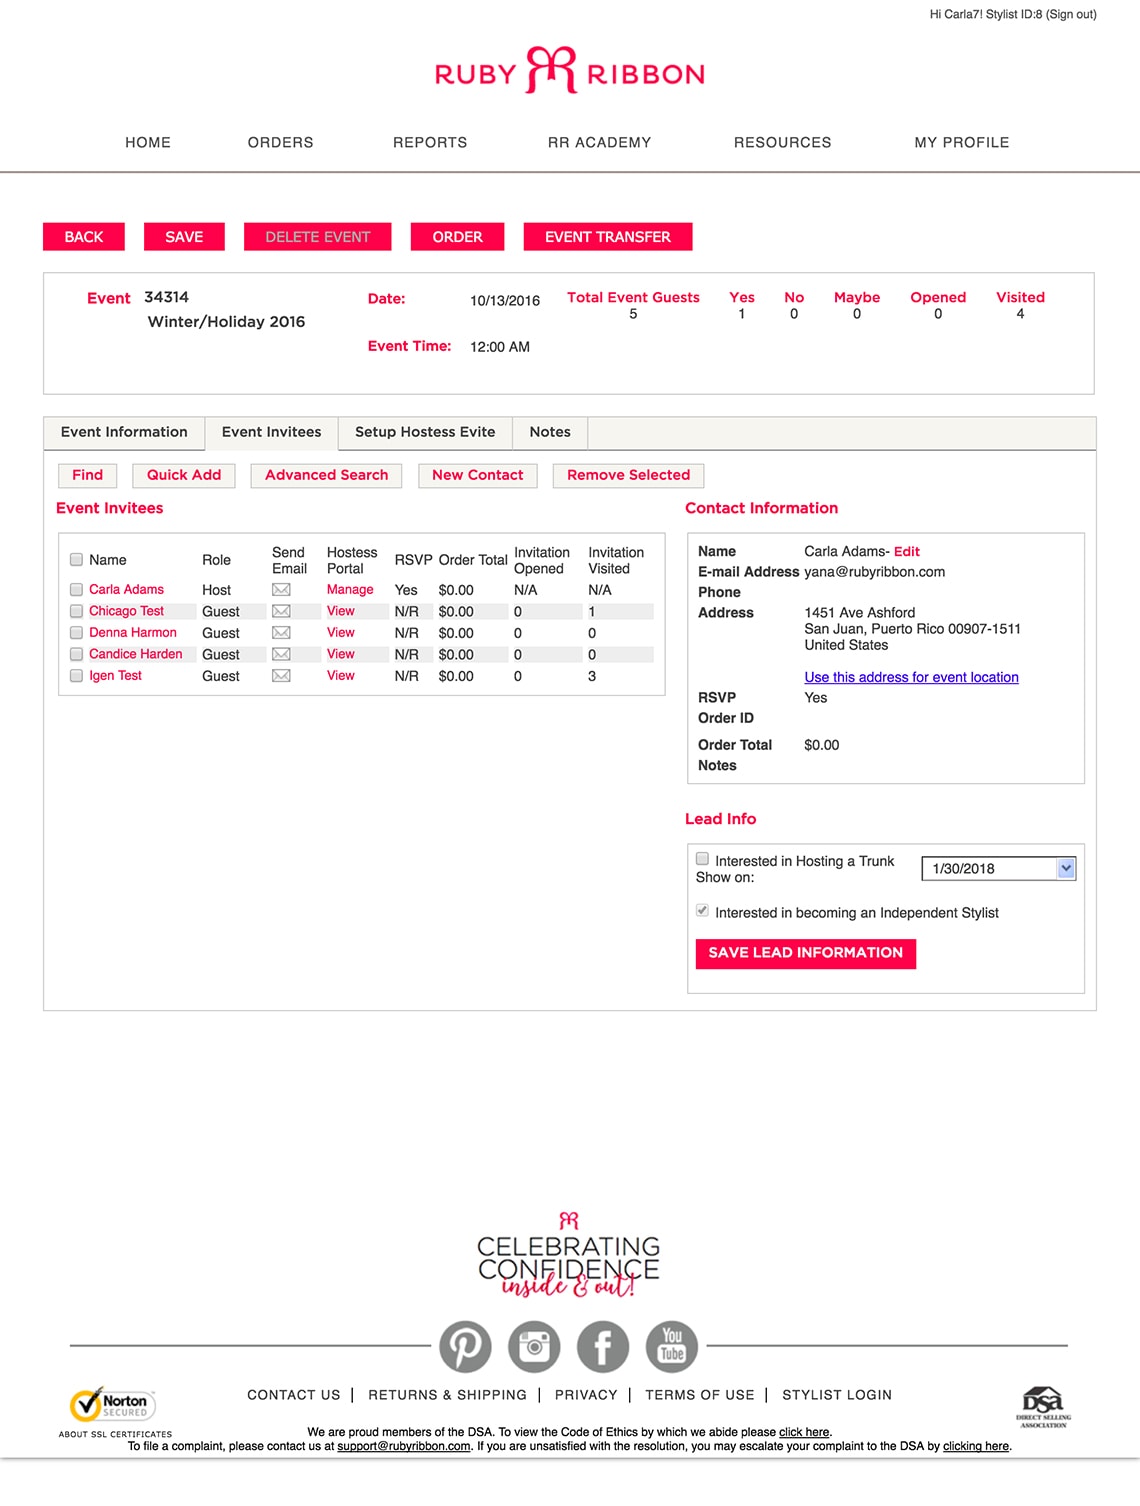 Hi Carla7! Stylist ID:8 (Sign out)
RUBY RIBBON
HOME ORDERS REPORTS RR ACADEMY RESOURCES MY PROFILE
BACK SAVE DELETE EVENT ORDER EVENT TRANSFER
Event 34314 Date: 10/13/2016 Total Event Guests Yes No Maybe Opened Visited
5 1 0 0 0 4
Winter/Holiday 2016
Event Time: 12:00 AM
Event Information Event Invitees Setup Hostess Evite Notes
Find Quick Add Advanced Search New Contact Remove Selected
Event Invitees
Name Role Send Email Hostess Portal RSVP Order Total Invitation Opened Invitation Visited
Carla Adams Host Manage Yes $0.00 N/A N/A
Chicago Test Guest View N/R $0.00 0 1
Denna Harmon Guest View N/R $0.00 0 0
Candice Harden Guest View N/R $0.00 0 0
Igen Test Guest View N/R $0.00 0 3
Contact Information
Name Carla Adams- Edit
E-mail Address yana@rubyribbon.com
Phone
Address 1451 Ave Ashford
San Juan, Puerto Rico 00907-1511
United States
Use this address for event location
RSVP Yes
Order ID
Order Total $0.00
Notes
Lead Info
Interested in Hosting a Trunk
Show on: 1/30/2018
Interested in becoming an Independent Stylist
SAVE LEAD INFORMATION
CELEBRATING
CONFIDENCE
inside & out!
You
Tube
Norton
SECURED
ABOUT SSL CERTIFICATES
CONTACT US | RETURNS & SHIPPING | PRIVACY | TERMS OF USE | STYLIST LOGIN
DSA
DIRECT SELLING
ASSOCIATION
We are proud members of the DSA. To view the Code of Ethics by which we abide please click here.
To file a complaint, please contact us at support@rubyribbon.com. If you are unsatisfied with the resolution, you may escalate your complaint to the DSA by clicking here.